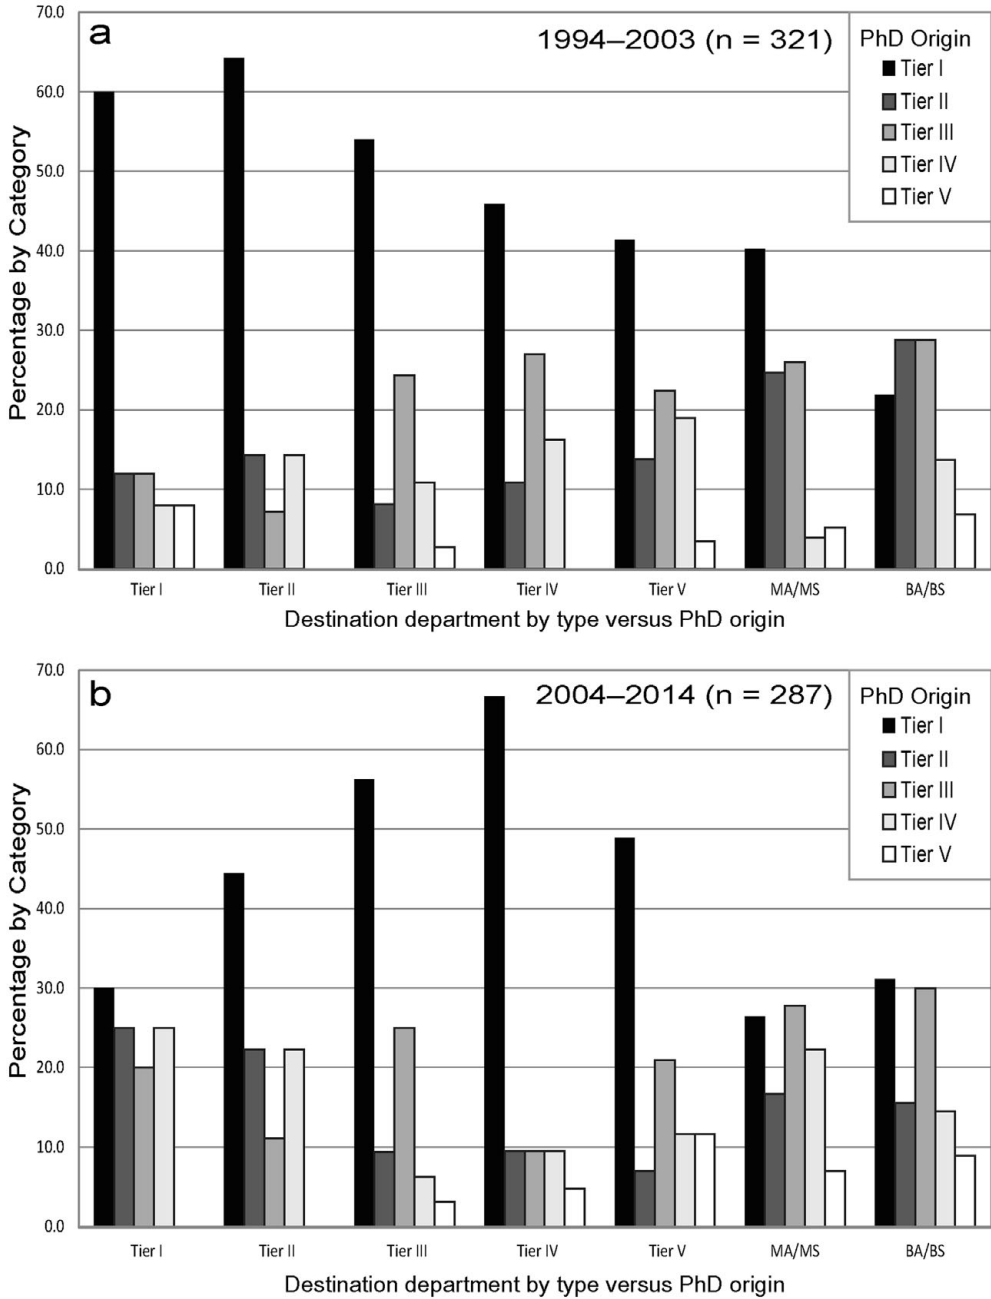 a
1994–2003 (n = 321)
PhD Origin
Tier I
Tier II
Tier III
Tier IV
Tier V
Percentage by Category
70.0
60.0
50.0
40.0
30.0
20.0
10.0
0.0
Tier I Tier II Tier III Tier IV Tier V MA/MS BA/BS
Destination department by type versus PhD origin
b
2004–2014 (n = 287)
PhD Origin
Tier I
Tier II
Tier III
Tier IV
Tier V
Percentage by Category
70.0
60.0
50.0
40.0
30.0
20.0
10.0
0.0
Tier I Tier II Tier III Tier IV Tier V MA/MS BA/BS
Destination department by type versus PhD origin